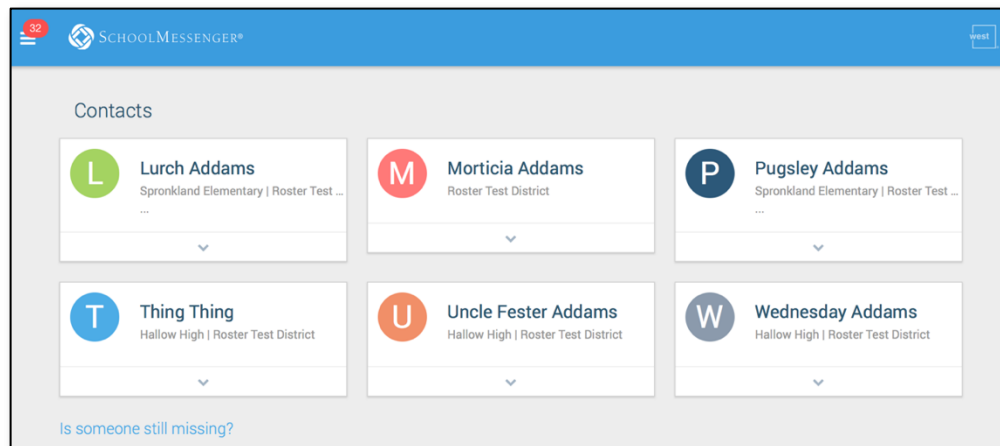 32
SCHOOLMESSENGER®
west
Contacts
L
Lurch Addams
Spronkland Elementary | Roster Test ...
...
M
Morticia Addams
Roster Test District
P
Pugsley Addams
Spronkland Elementary | Roster Test ...
...
T
Thing Thing
Hallow High | Roster Test District
U
Uncle Fester Addams
Hallow High | Roster Test District
W
Wednesday Addams
Hallow High | Roster Test District
Is someone still missing?